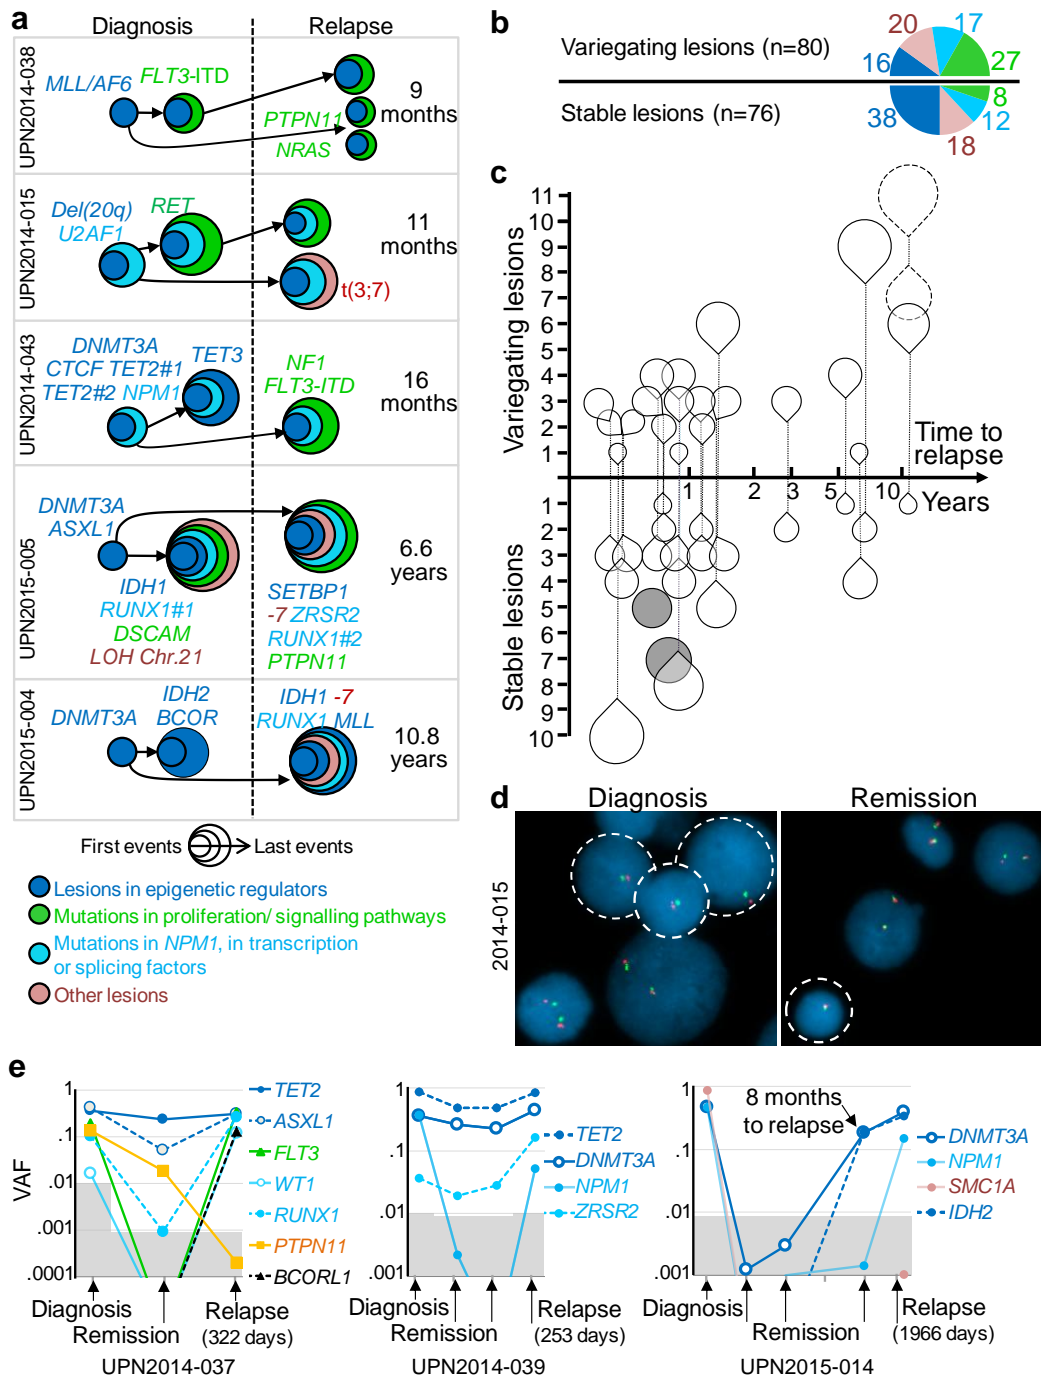 a
Diagnosis
Relapse
UPN2014-038
MLL/AF6
FLT3-ITD
PTPN11
NRAS
9
months
UPN2014-015
Del(20q)
U2AF1
RET
t(3;7)
11
months
UPN2014-043
DNMT3A
CTCF TET2#1
TET2#2 NPM1
TET3
NF1
FLT3-ITD
16
months
UPN2015-005
DNMT3A
ASXL1
IDH1
RUNX1#1
DSCAM
LOH Chr.21
SETBP1
-7 ZRSR2
RUNX1#2
PTPN11
6.6
years
UPN2015-004
DNMT3A
IDH2
BCOR
IDH1 -7
RUNX1 MLL
10.8
years
First events
Last events
Lesions in epigenetic regulators
Mutations in proliferation/ signalling pathways
Mutations in NPM1, in transcription
or splicing factors
Other lesions
b
Variegating lesions (n=80)
16
20
17
27
Stable lesions (n=76)
38
18
12
8
c
Variegating lesions
11
10
9
8
7
6
5
4
3
2
1
Time to
relapse
1
2
3
5
10
Years
Stable lesions
1
2
3
4
5
6
7
8
9
10
d
Diagnosis
Remission
2014-015
e
VAF
1
.1
.01
.001
.0001
TET2
ASXL1
FLT3
WT1
RUNX1
PTPN11
BCORL1
Diagnosis
Remission
Relapse
(322 days)
UPN2014-037
1
.1
.01
.001
TET2
DNMT3A
NPM1
ZRSR2
Diagnosis
Remission
Relapse
(253 days)
UPN2014-039
1
.1
.01
.001
8 months
to relapse
DNMT3A
NPM1
SMC1A
IDH2
Diagnosis
Remission
Relapse
(1966 days)
UPN2015-014